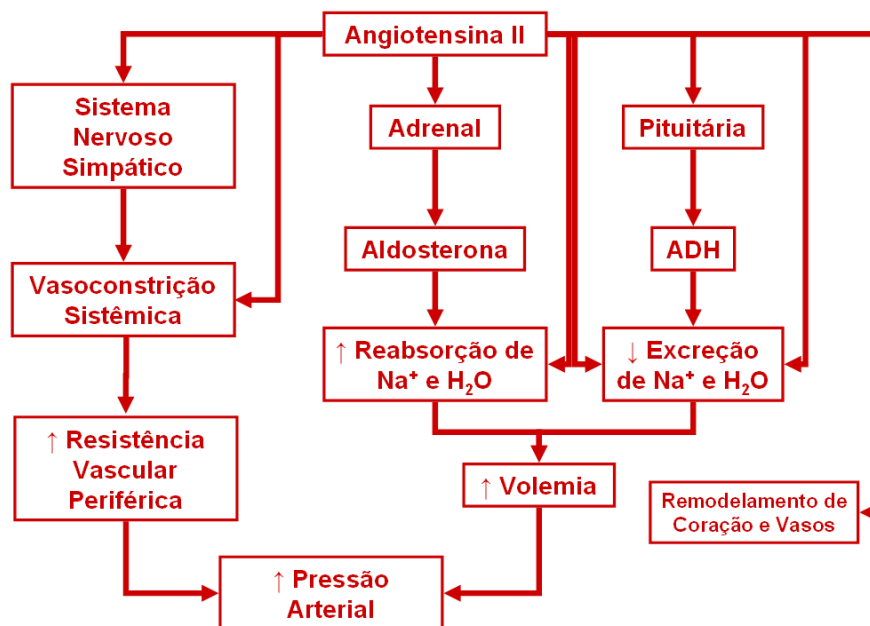 Angiotensina II
Sistema
Nervoso
Simpático
Adrenal
Pituitária
Aldosterona
ADH
Vasoconstrição
Sistêmica
↑ Reabsorção de
Na⁺ e H₂O
↓ Excreção
de Na⁺ e H₂O
↑ Resistência
Vascular
Periférica
↑ Volemia
Remodelamento de
Coração e Vasos
↑ Pressão
Arterial